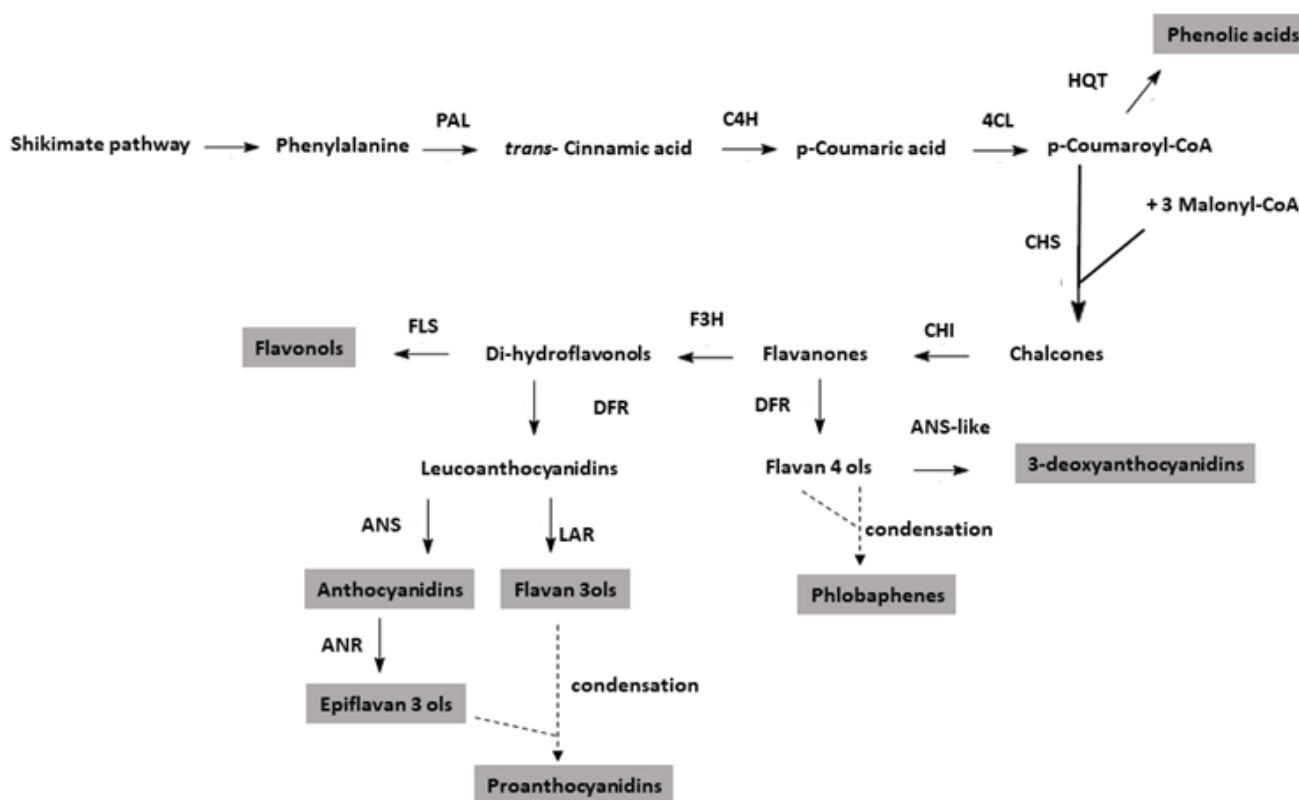 Phenolic acids
HQT
PAL
C4H
4CL
Shikimate pathway
Phenylalanine
trans- Cinnamic acid
p-Coumaric acid
p-Coumaroyl-CoA
+ 3 Malonyl-CoA
CHS
FLS
F3H
CHI
Flavonols
Di-hydroflavonols
Flavanones
Chalcones
DFR
DFR
ANS-like
Leucoanthocyanidins
Flavan 4 ols
3-deoxyanthocyanidins
ANS
LAR
condensation
Anthocyanidins
Flavan 3ols
Phlobaphenes
ANR
condensation
Epiflavan 3 ols
Proanthocyanidins